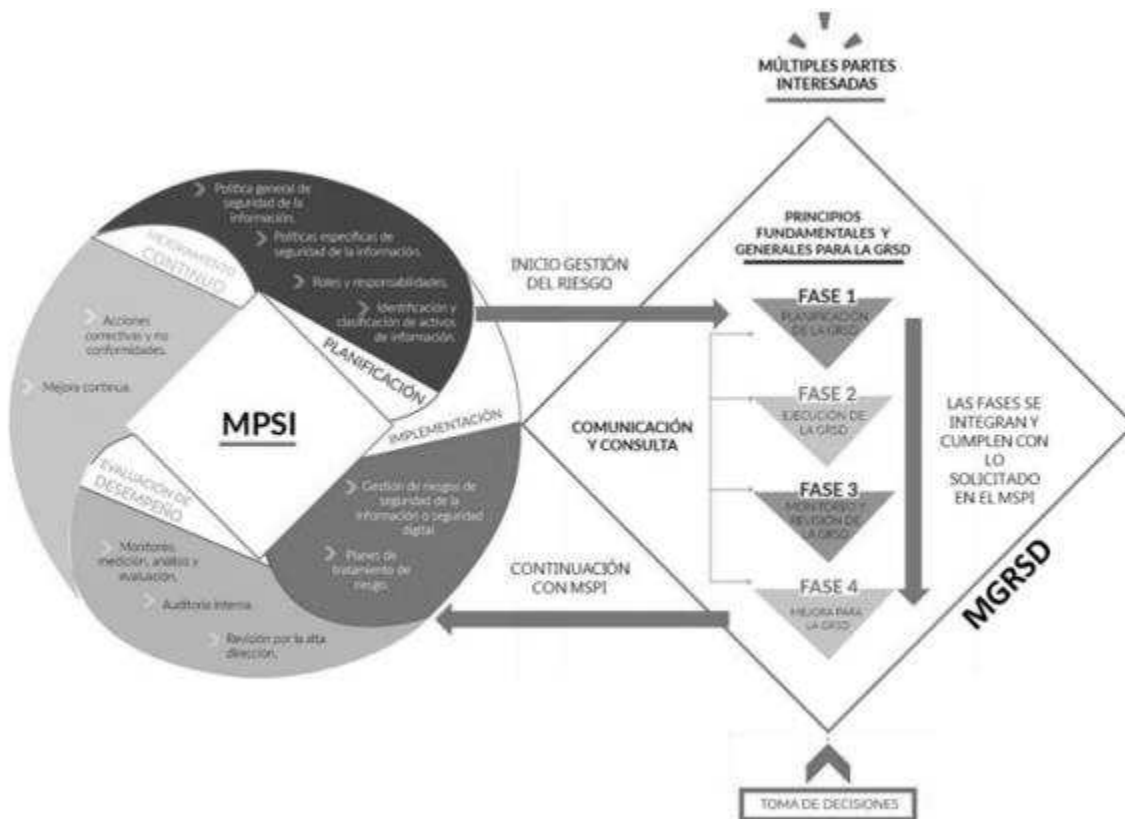 MÚLTIPLES PARTES
INTERESADAS
Política general de
seguridad de la
información.
Políticas específicas de
seguridad de la información.
Roles y responsabilidades.
Identificación y
clasificación de activos
de información.
MEJORAMIENTO
CONTINUO
Acciones
correctivas y no
conformidades.
Mejora continua.
PLANIFICACIÓN
MPSI
IMPLEMENTACIÓN
Gestión de riesgos de
seguridad de la
información o seguridad
digital
Planes de
tratamiento de
riesgo.
EVALUACIÓN DE
DESEMPEÑO
Monitoreo,
medición, análisis y
evaluación.
Auditoría interna.
Revisión por la alta
dirección.
INICIO GESTIÓN
DEL RIESGO
CONTINUACIÓN
CON MSPI
PRINCIPIOS
FUNDAMENTALES Y
GENERALES PARA LA GRSD
COMUNICACIÓN
Y CONSULTA
FASE 1
PLANIFICACIÓN
DE LA GRSD
FASE 2
EJECUCIÓN DE
LA GRSD
FASE 3
MONITOREO Y
REVISIÓN DE
LA GRSD
FASE 4
MEJORA PARA
LA GRSD
LAS FASES SE
INTEGRAN Y
CUMPLEN CON
LO
SOLICITADO
EN EL MSPI
MGRSD
TOMA DE DECISIONES